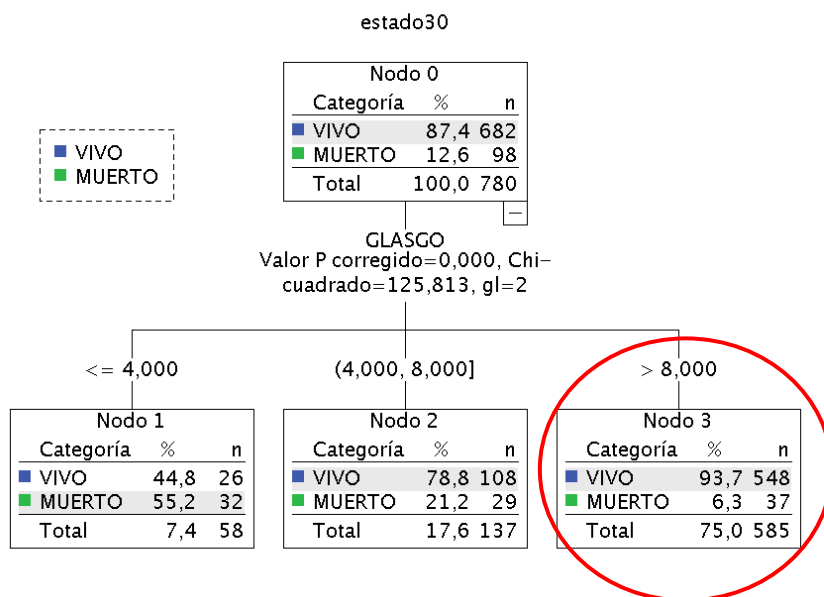 estado30
VIVO
MUERTO
Nodo 0
Categoría % n
VIVO 87,4 682
MUERTO 12,6 98
Total 100,0 780
GLASGO
Valor P corregido=0,000, Chi-
cuadrado=125,813, gl=2
<= 4,000
(4,000, 8,000]
> 8,000
Nodo 1
Categoría % n
VIVO 44,8 26
MUERTO 55,2 32
Total 7,4 58
Nodo 2
Categoría % n
VIVO 78,8 108
MUERTO 21,2 29
Total 17,6 137
Nodo 3
Categoría % n
VIVO 93,7 548
MUERTO 6,3 37
Total 75,0 585